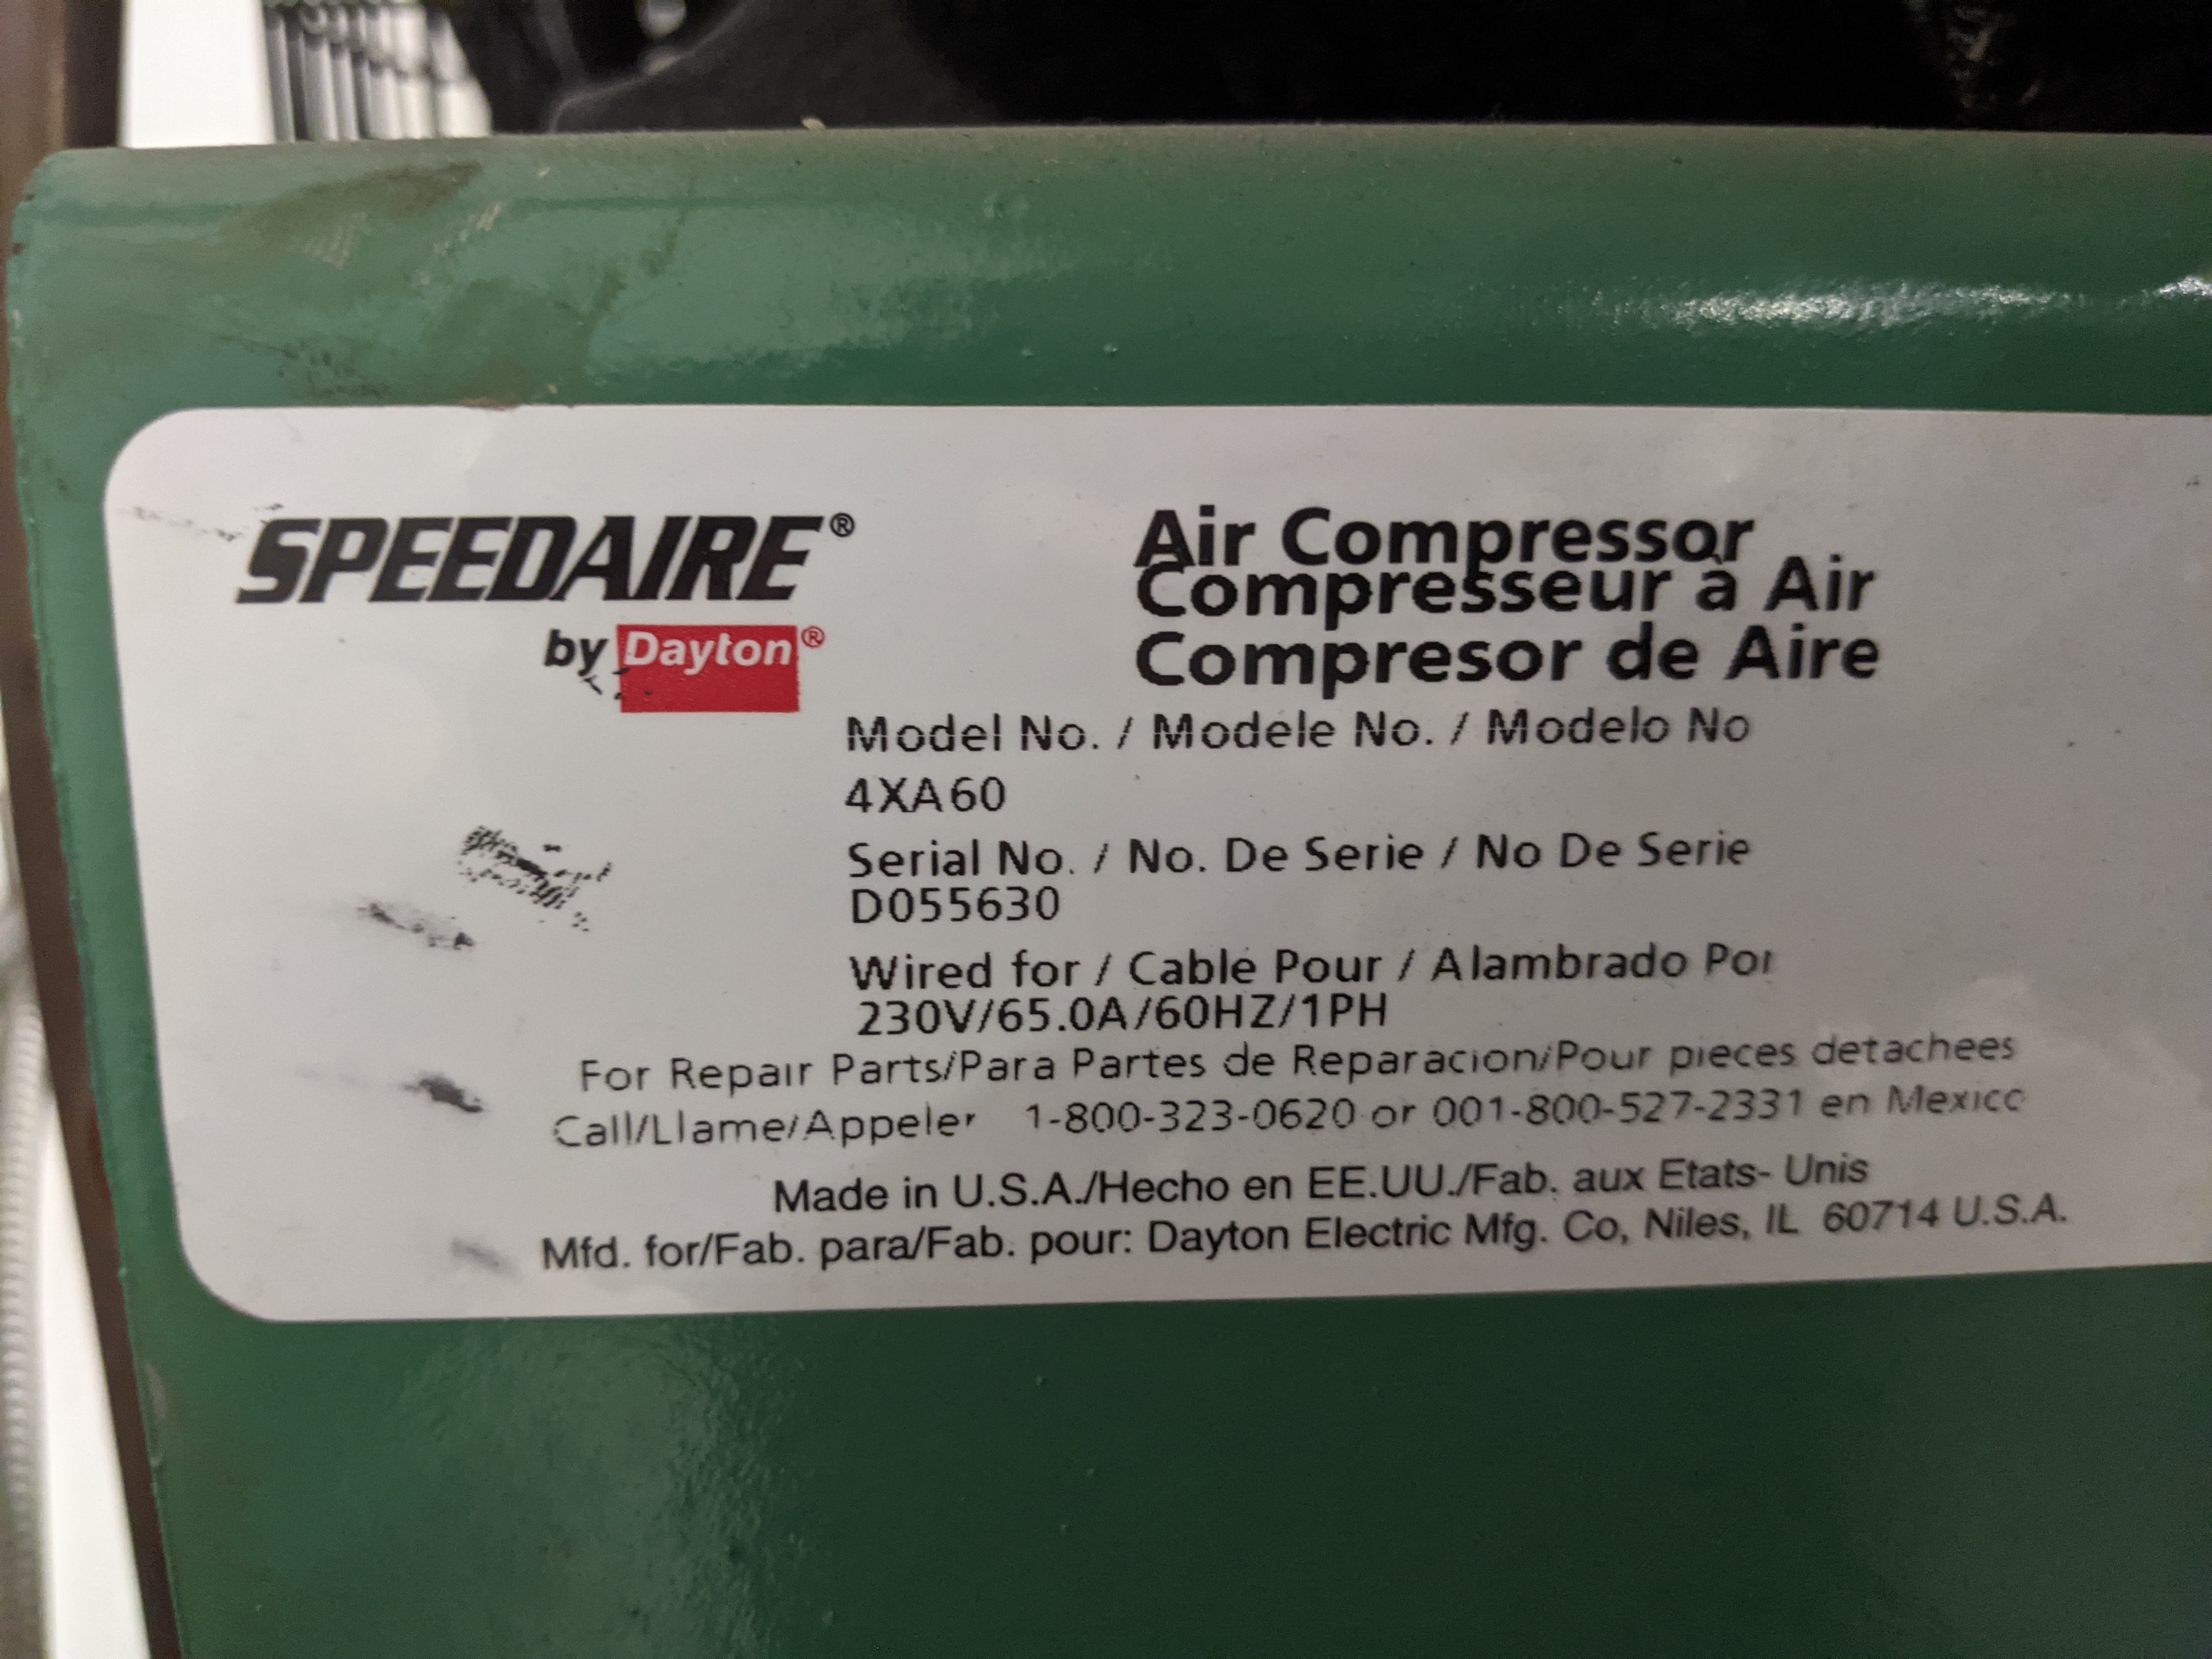 SPEEDAIRE®
by Dayton®
Air Compressor
Compresseur à Air
Compresor de Aire
Model No. / Modele No. / Modelo No
4XA60
Serial No. / No. De Serie / No De Serie
D055630
Wired for / Cable Pour / Alambrado Por
230V/65.0A/60HZ/1PH
For Repair Parts/Para Partes de Reparacion/Pour pieces detachees
Call/Llame/Appeler 1-800-323-0620 or 001-800-527-2331 en Mexico
Made in U.S.A./Hecho en EE.UU./Fab. aux Etats- Unis
Mfd. for/Fab. para/Fab. pour: Dayton Electric Mfg. Co, Niles, IL 60714 U.S.A.